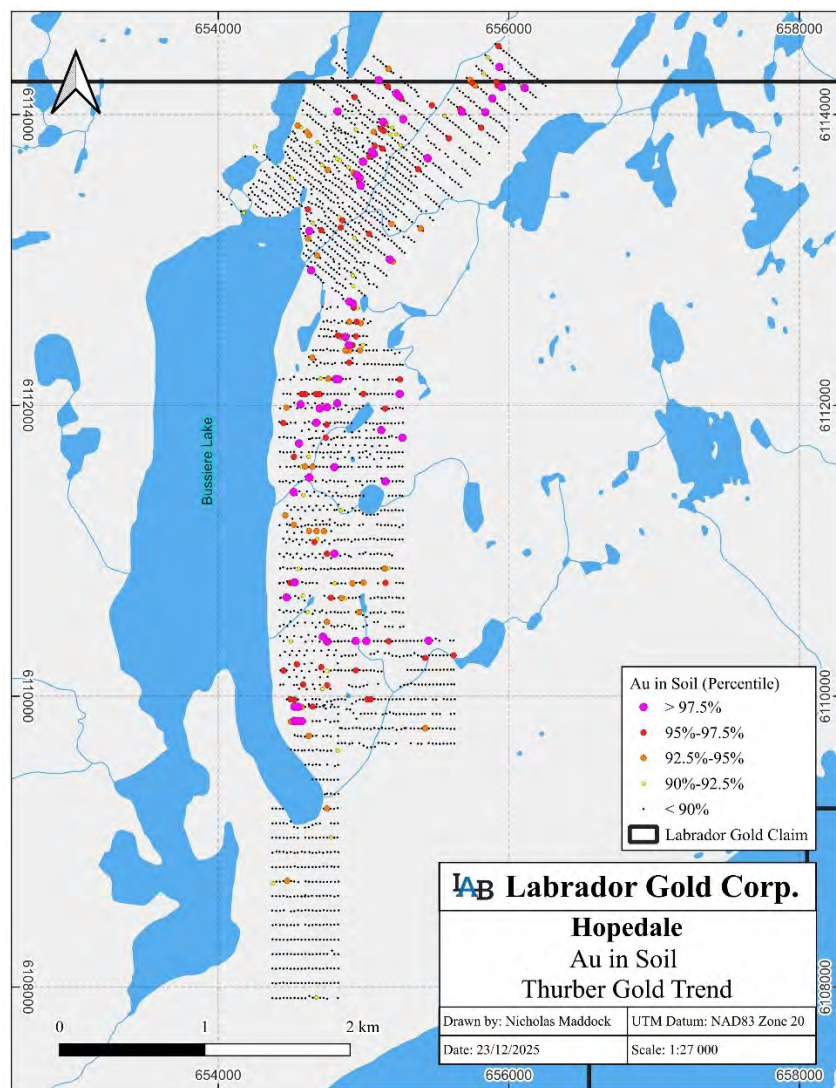 654000
656000
658000
6114000
6114000
6112000
6112000
Bussiere Lake
6110000
6110000
Au in Soil (Percentile)
> 97.5%
95%-97.5%
92.5%-95%
90%-92.5%
< 90%
Labrador Gold Claim
LAB Labrador Gold Corp.
Hopedale
Au in Soil
Thurber Gold Trend
Drawn by: Nicholas Maddock
UTM Datum: NAD83 Zone 20
Date: 23/12/2025
Scale: 1:27 000
6108000
6108000
0 1 2 km
654000
656000
658000